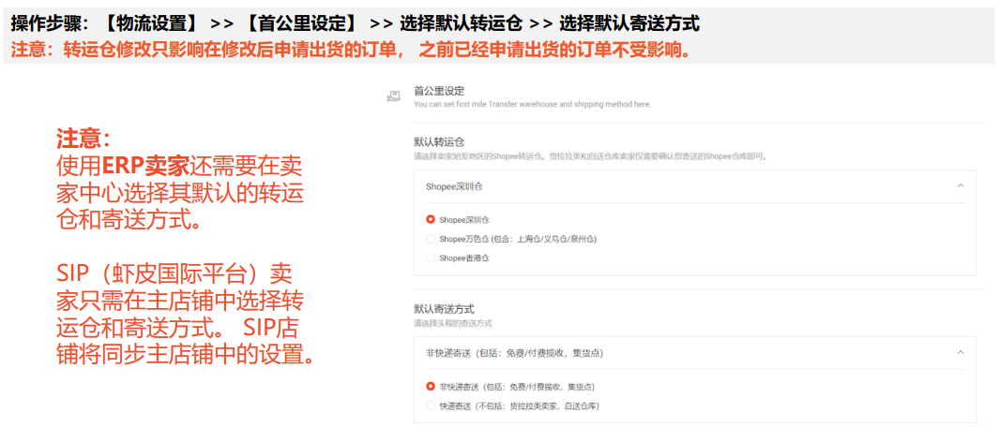 操作步骤：【物流设置】 >> 【首公里设定】 >> 选择默认转运仓 >> 选择默认寄送方式
注意：转运仓修改只影响在修改后申请出货的订单， 之前已经申请出货的订单不受影响。
首公里设定
You can set first mile Transfer warehouse and shipping method here.
注意：
使用ERP卖家还需要在卖
家中心选择其默认的转运
仓和寄送方式。
SIP（虾皮国际平台）卖
家只需在主店铺中选择转
运仓和寄送方式。 SIP店
铺将同步主店铺中的设置。
默认转运仓
请选择卖家始发地区的Shopee转运仓。货拉拉类和自送仓库卖家仅需要确认您寄送的Shopee仓库即可。
Shopee深圳仓
Shopee深圳仓
Shopee万色仓 (包含：上海仓/义乌仓/泉州仓)
Shopee香港仓
默认寄送方式
请选择头程的寄送方式
非快递寄送（包括：免费/付费揽收，集货点）
非快递寄送（包括：免费/付费揽收，集货点）
快递寄送（不包括：货拉拉类卖家，自送仓库）